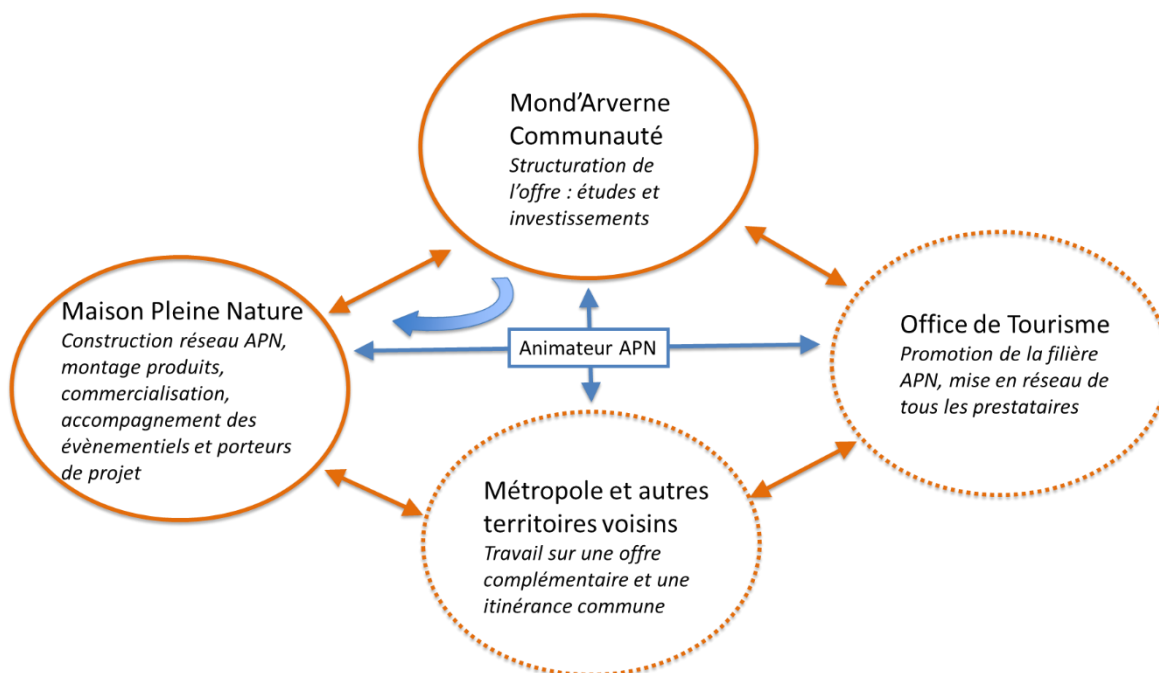 Mond'Arverne
Communauté
Structuration de
l'offre : études et
investissements
Maison Pleine Nature
Construction réseau APN,
montage produits,
commercialisation,
accompagnement des
évènementiels et porteurs
de projet
Animateur APN
Office de Tourisme
Promotion de la filière
APN, mise en réseau de
tous les prestataires
Métropole et autres
territoires voisins
Travail sur une offre
complémentaire et une
itinérance commune